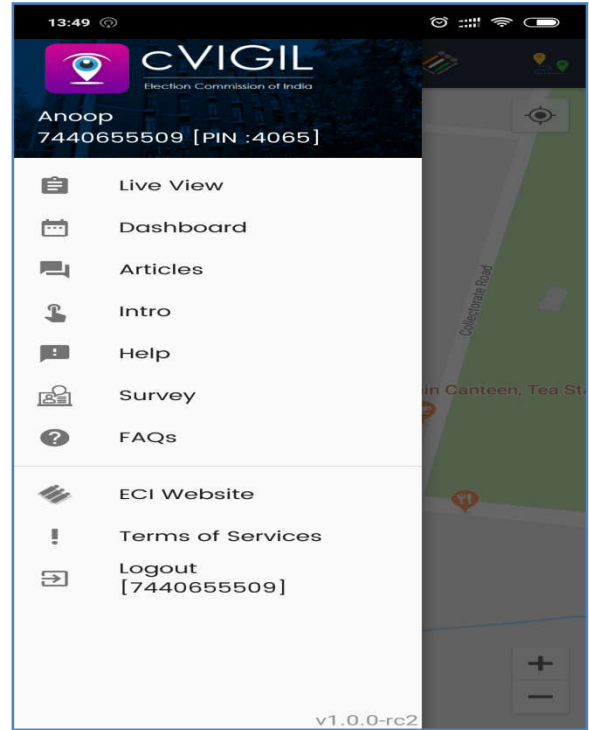 13:49
cVIGIL
Election Commission of India
Anoop
7440655509 [PIN :4065]
Live View
Dashboard
Articles
Intro
Help
Survey
FAQs
ECI Website
Terms of Services
Logout
[7440655509]
v1.0.0-rc2
Collectorate Road
in Canteen, Tea St